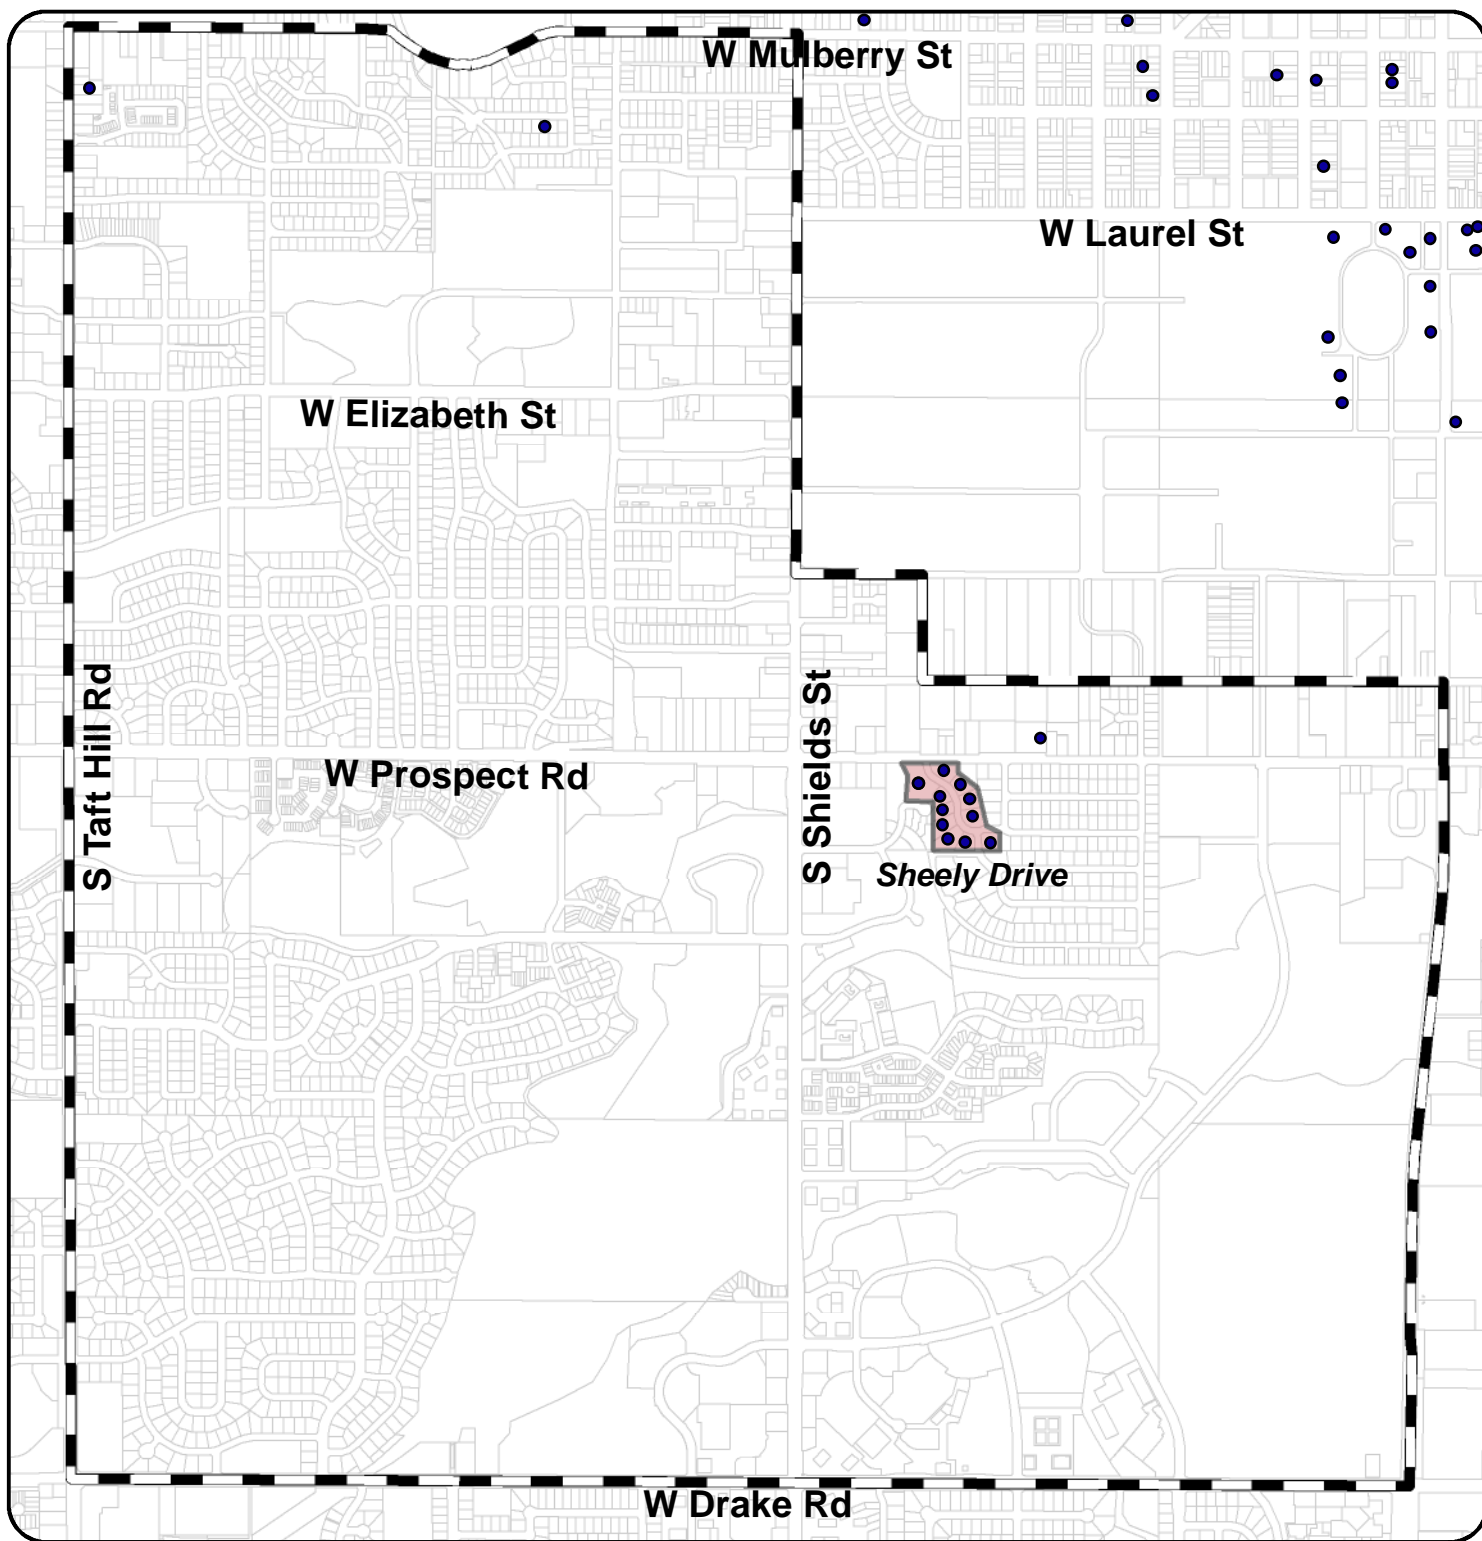 W Mulberry St
W Laurel St
W Elizabeth St
S Taft Hill Rd
S Shields St
W Prospect Rd
Sheely Drive
W Drake Rd